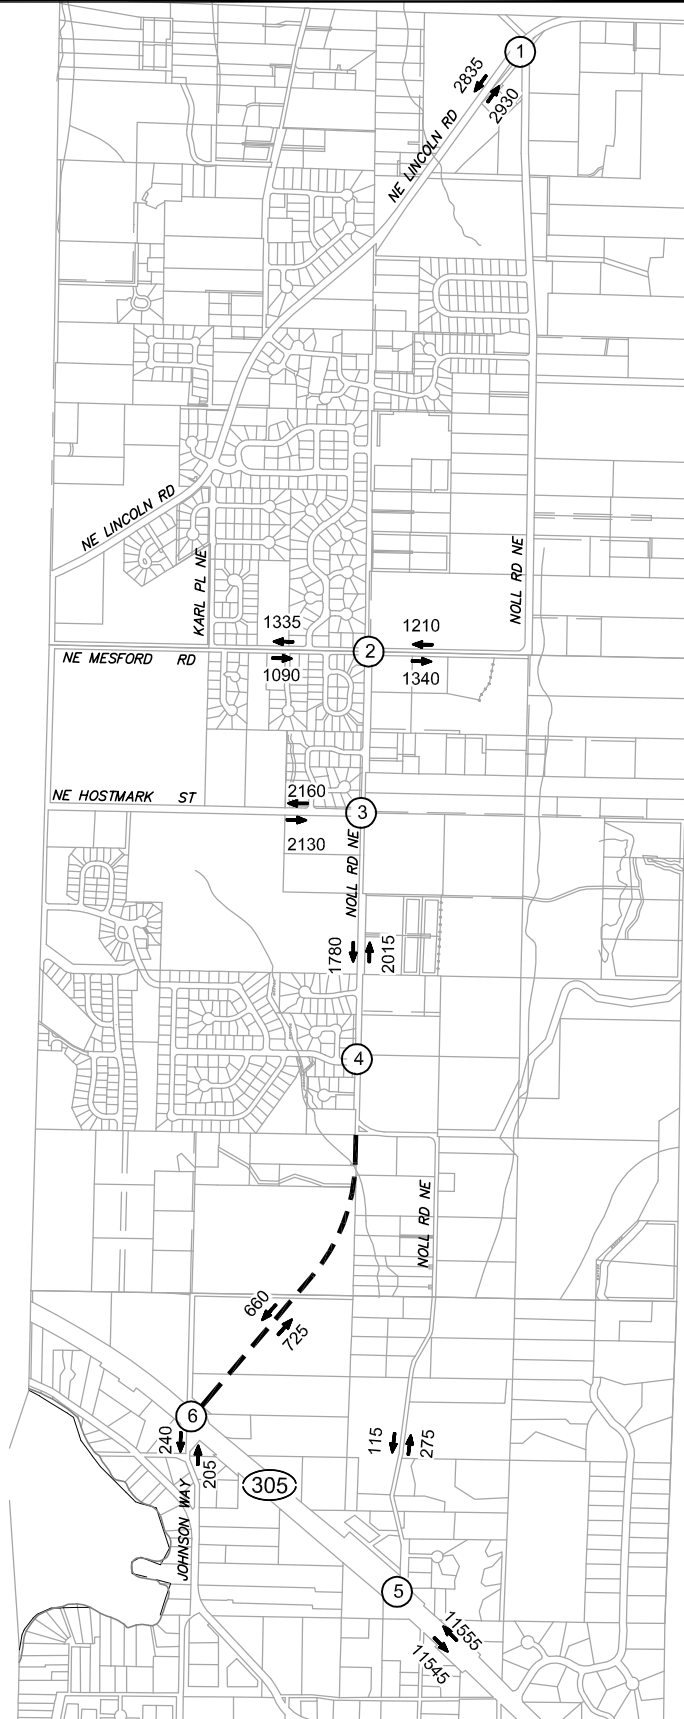 1
2835
2930
NE LINCOLN RD
NE LINCOLN RD
KARL PL NE
NOLL RD NE
1335
1210
2
NE MESFORD RD
1090
1340
2160
NE HOSTMARK ST
3
2130
NOLL RD NE
1780
2015
4
NOLL RD NE
660
725
6
240
205
115
275
305
JOHNSON WAY
5
11555
11545